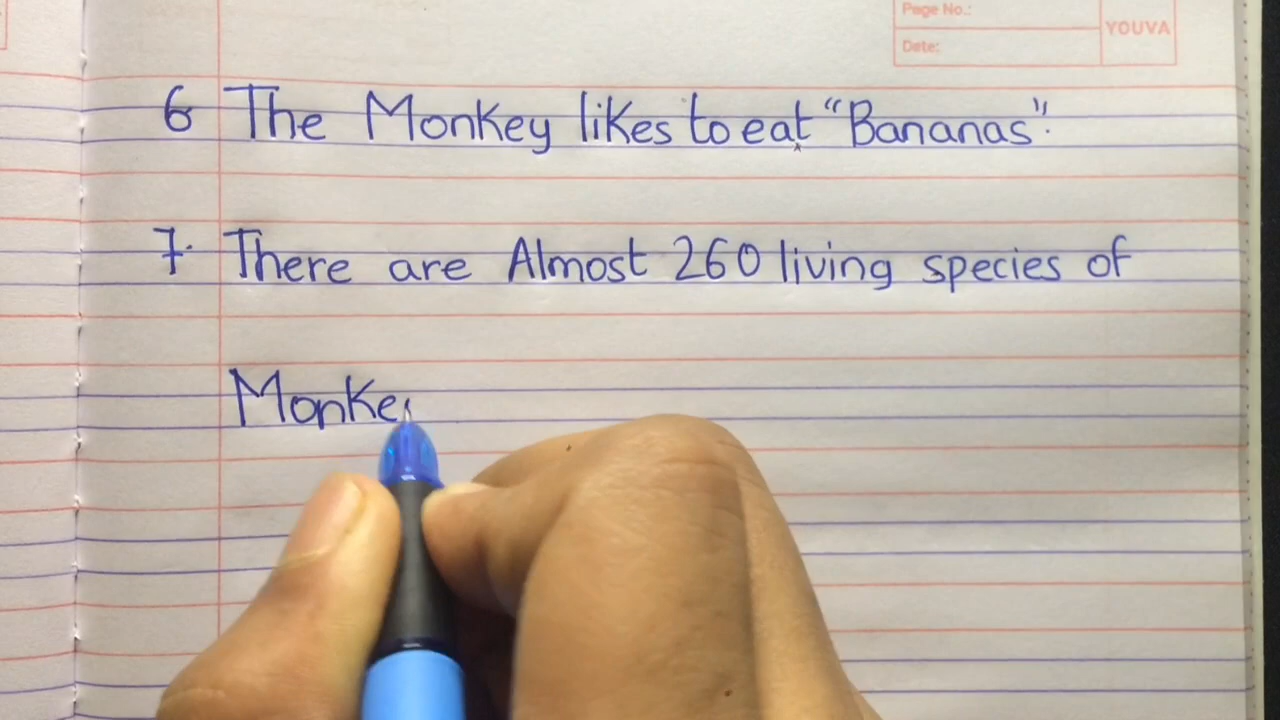 Page No.:
Date:
YOUVA
6 The Monkey likes to eat “Bananas”.
7. There are Almost 260 living species of
Monke